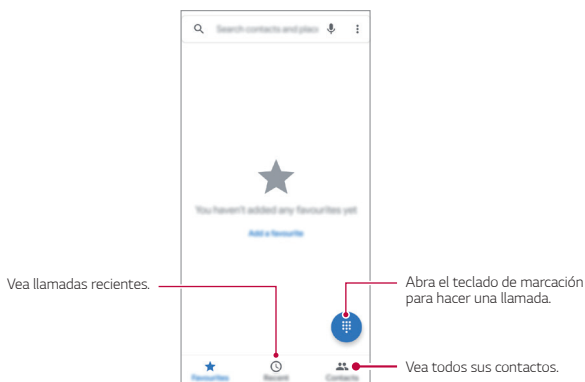 Search contacts and place
You haven't added any favourites yet
Add a favourite
Vea llamadas recientes.
Abra el teclado de marcación
para hacer una llamada.
Favourites
Recent
Contacts
Vea todos sus contactos.